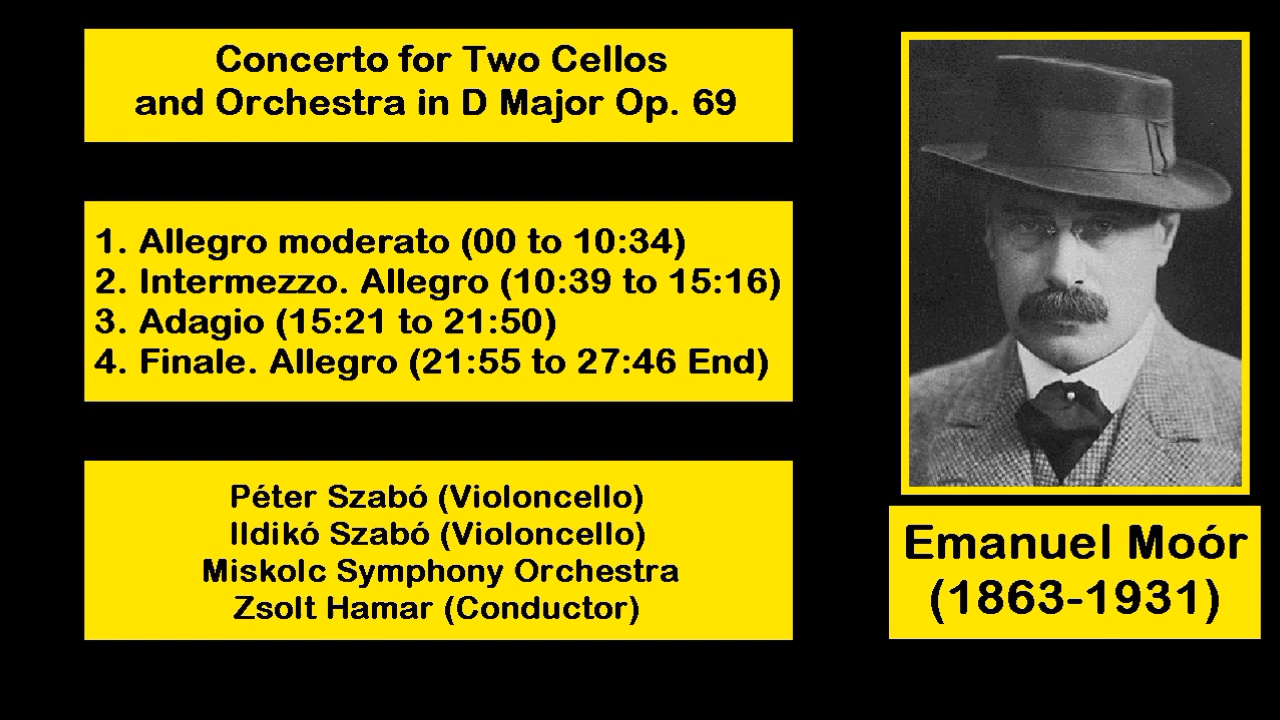 Concerto for Two Cellos
and Orchestra in D Major Op. 69
1. Allegro moderato (00 to 10:34)
2. Intermezzo. Allegro (10:39 to 15:16)
3. Adagio (15:21 to 21:50)
4. Finale. Allegro (21:55 to 27:46 End)
Péter Szabó (Violoncello)
Ildikó Szabó (Violoncello)
Miskolc Symphony Orchestra
Zsolt Hamar (Conductor)
Emanuel Moór
(1863-1931)